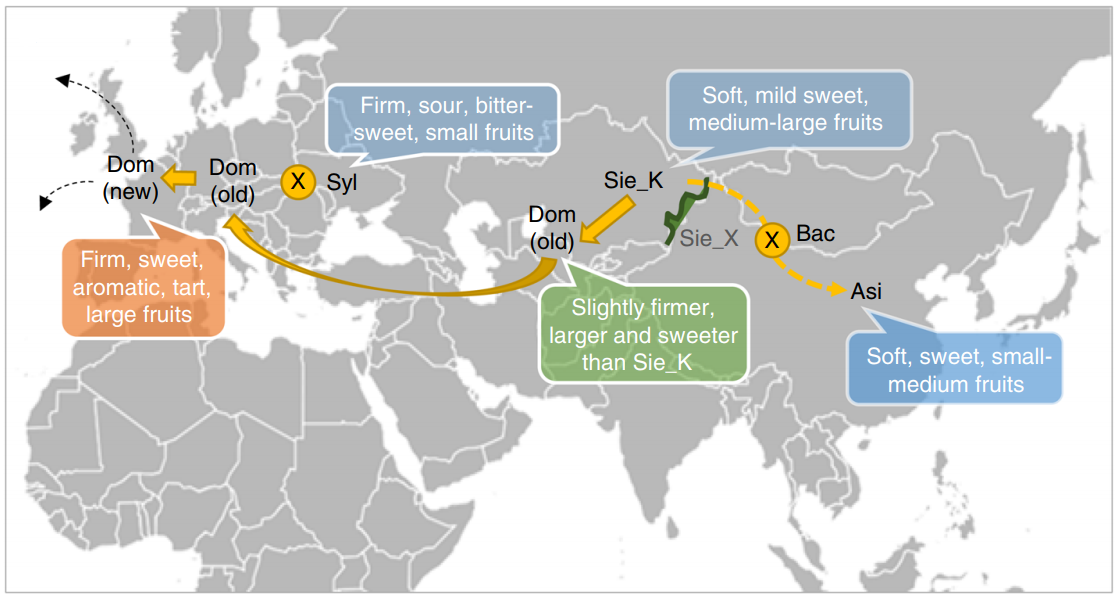 Firm, sour, bitter-
sweet, small fruits
Soft, mild sweet,
medium-large fruits
Dom
(new)
Dom
(old)
X
Syl
Sie_K
Dom
(old)
Sie_X
X
Bac
Asi
Firm, sweet,
aromatic, tart,
large fruits
Slightly firmer,
larger and sweeter
than Sie_K
Soft, sweet, small-
medium fruits